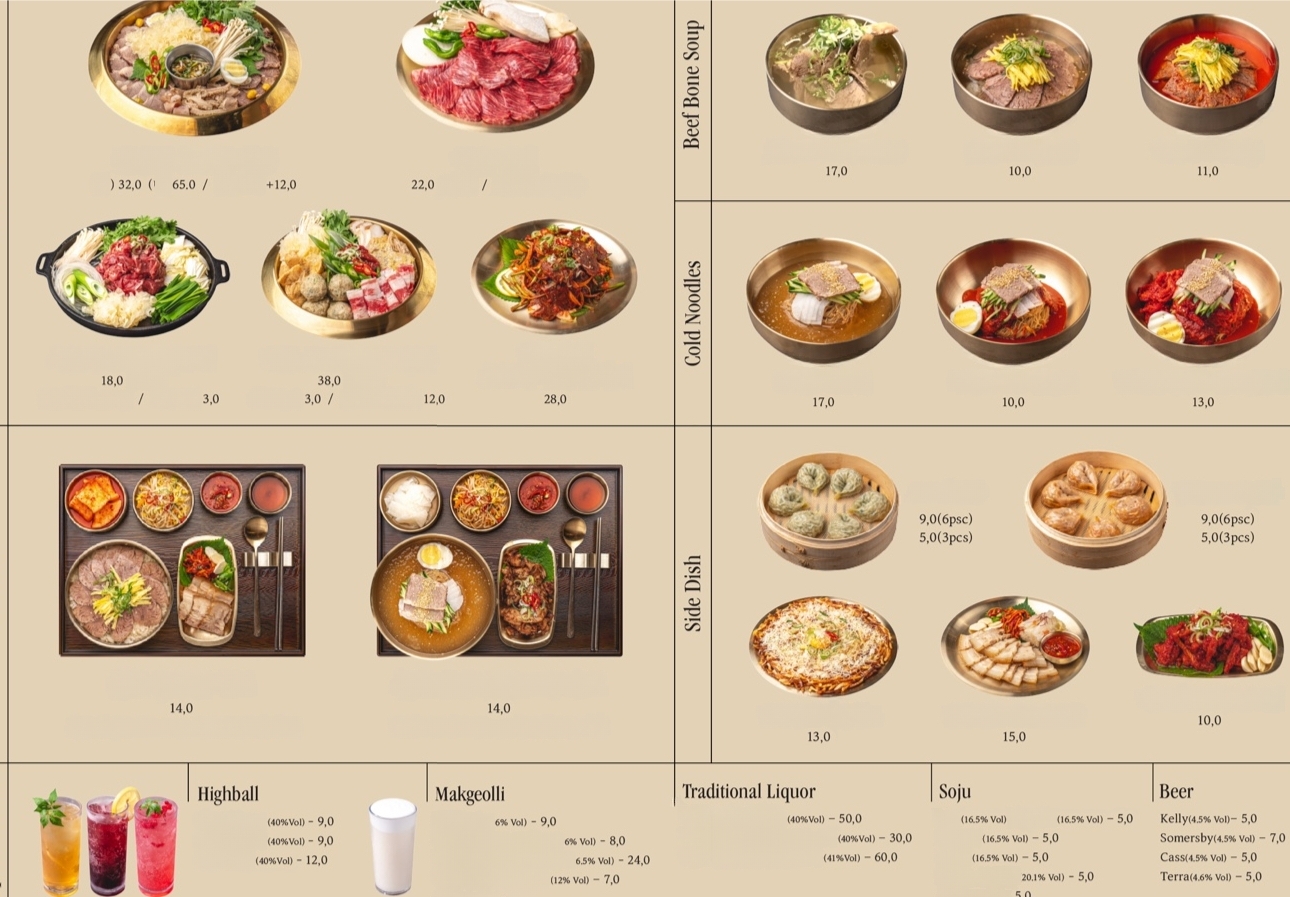 ) 32,0 ( 65.0 / +12,0
22,0 /
18,0
/ 3,0
38,0
3,0 / 12,0
28,0
14,0
14,0
Beef Bone Soup
17,0
10,0
11,0
Cold Noodles
17,0
10,0
13,0
Side Dish
9,0(6psc)
5,0(3pcs)
9,0(6psc)
5,0(3pcs)
13,0
15,0
10,0
Highball
(40%Vol) – 9,0
(40%Vol) – 9,0
(40%Vol) – 12,0
Makgeolli
6% Vol) – 9,0
6% Vol) – 8,0
6,5% Vol) – 24,0
(12% Vol) – 7,0
Traditional Liquor
(40%Vol) – 50,0
(40%Vol) – 30,0
(41%Vol) – 60,0
Soju
(16.5% Vol) (16.5% Vol) – 5,0
(16.5% Vol) – 5,0
(16.5% Vol) – 5,0
20.1% Vol) – 5,0
5,0
Beer
Kelly(4.5% Vol)– 5,0
Somersby(4.5% Vol) – 7,0
Cass(4.5% Vol) – 5,0
Terra(4.6% Vol) – 5,0